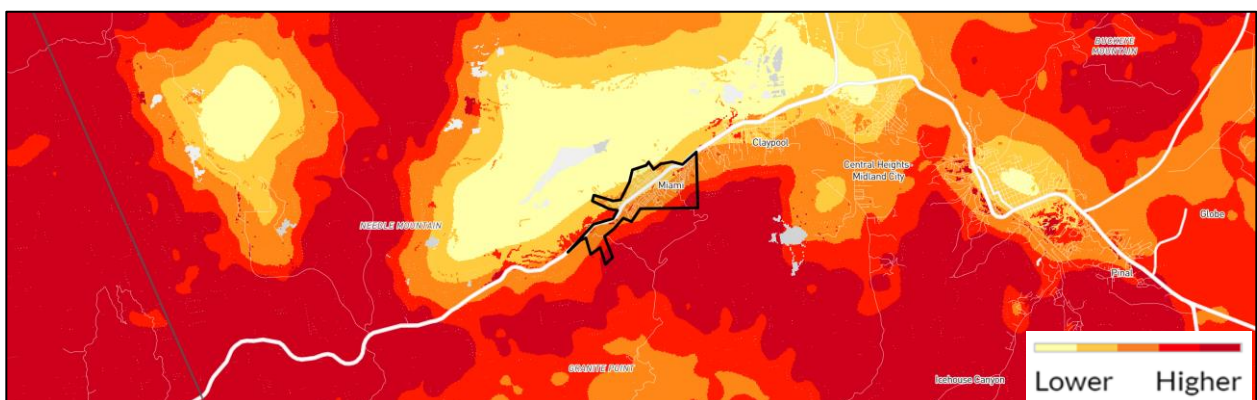 BUCKEYE
MOUNTAIN
Claypool
Central Heights-
Midland City
Miami
NEEDLE MOUNTAIN
Globe
Pinal
GRANITE POINT
Icehouse Canyon
Lower Higher